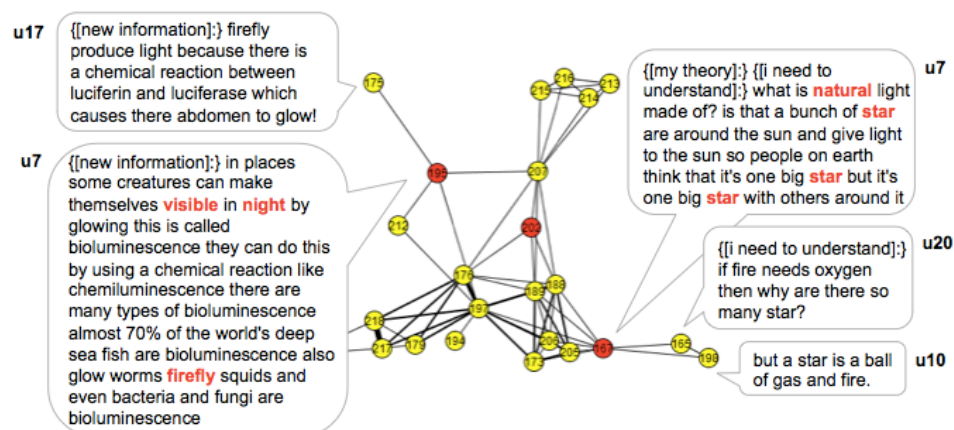 u17
{[new information]:} firefly
produce light because there is
a chemical reaction between
luciferin and luciferase which
causes there abdomen to glow!
u7
{[new information]:} in places
some creatures can make
themselves visible in night by
glowing this is called
bioluminescence they can do this
by using a chemical reaction like
chemiluminescence there are
many types of bioluminescence
almost 70% of the world's deep
sea fish are bioluminescence also
glow worms firefly squids and
even bacteria and fungi are
bioluminescence
175
195
212
176
197
218
217
179
194
216
215
213
214
207
202
189
188
206
205
173
167
165
198
{[my theory]:} {[i need to
understand]:} what is natural light
made of? is that a bunch of star
are around the sun and give light
to the sun so people on earth
think that it's one big star but it's
one big star with others around it
u7
{[i need to understand]:}
if fire needs oxygen
then why are there so
many star?
u20
but a star is a ball
of gas and fire.
u10